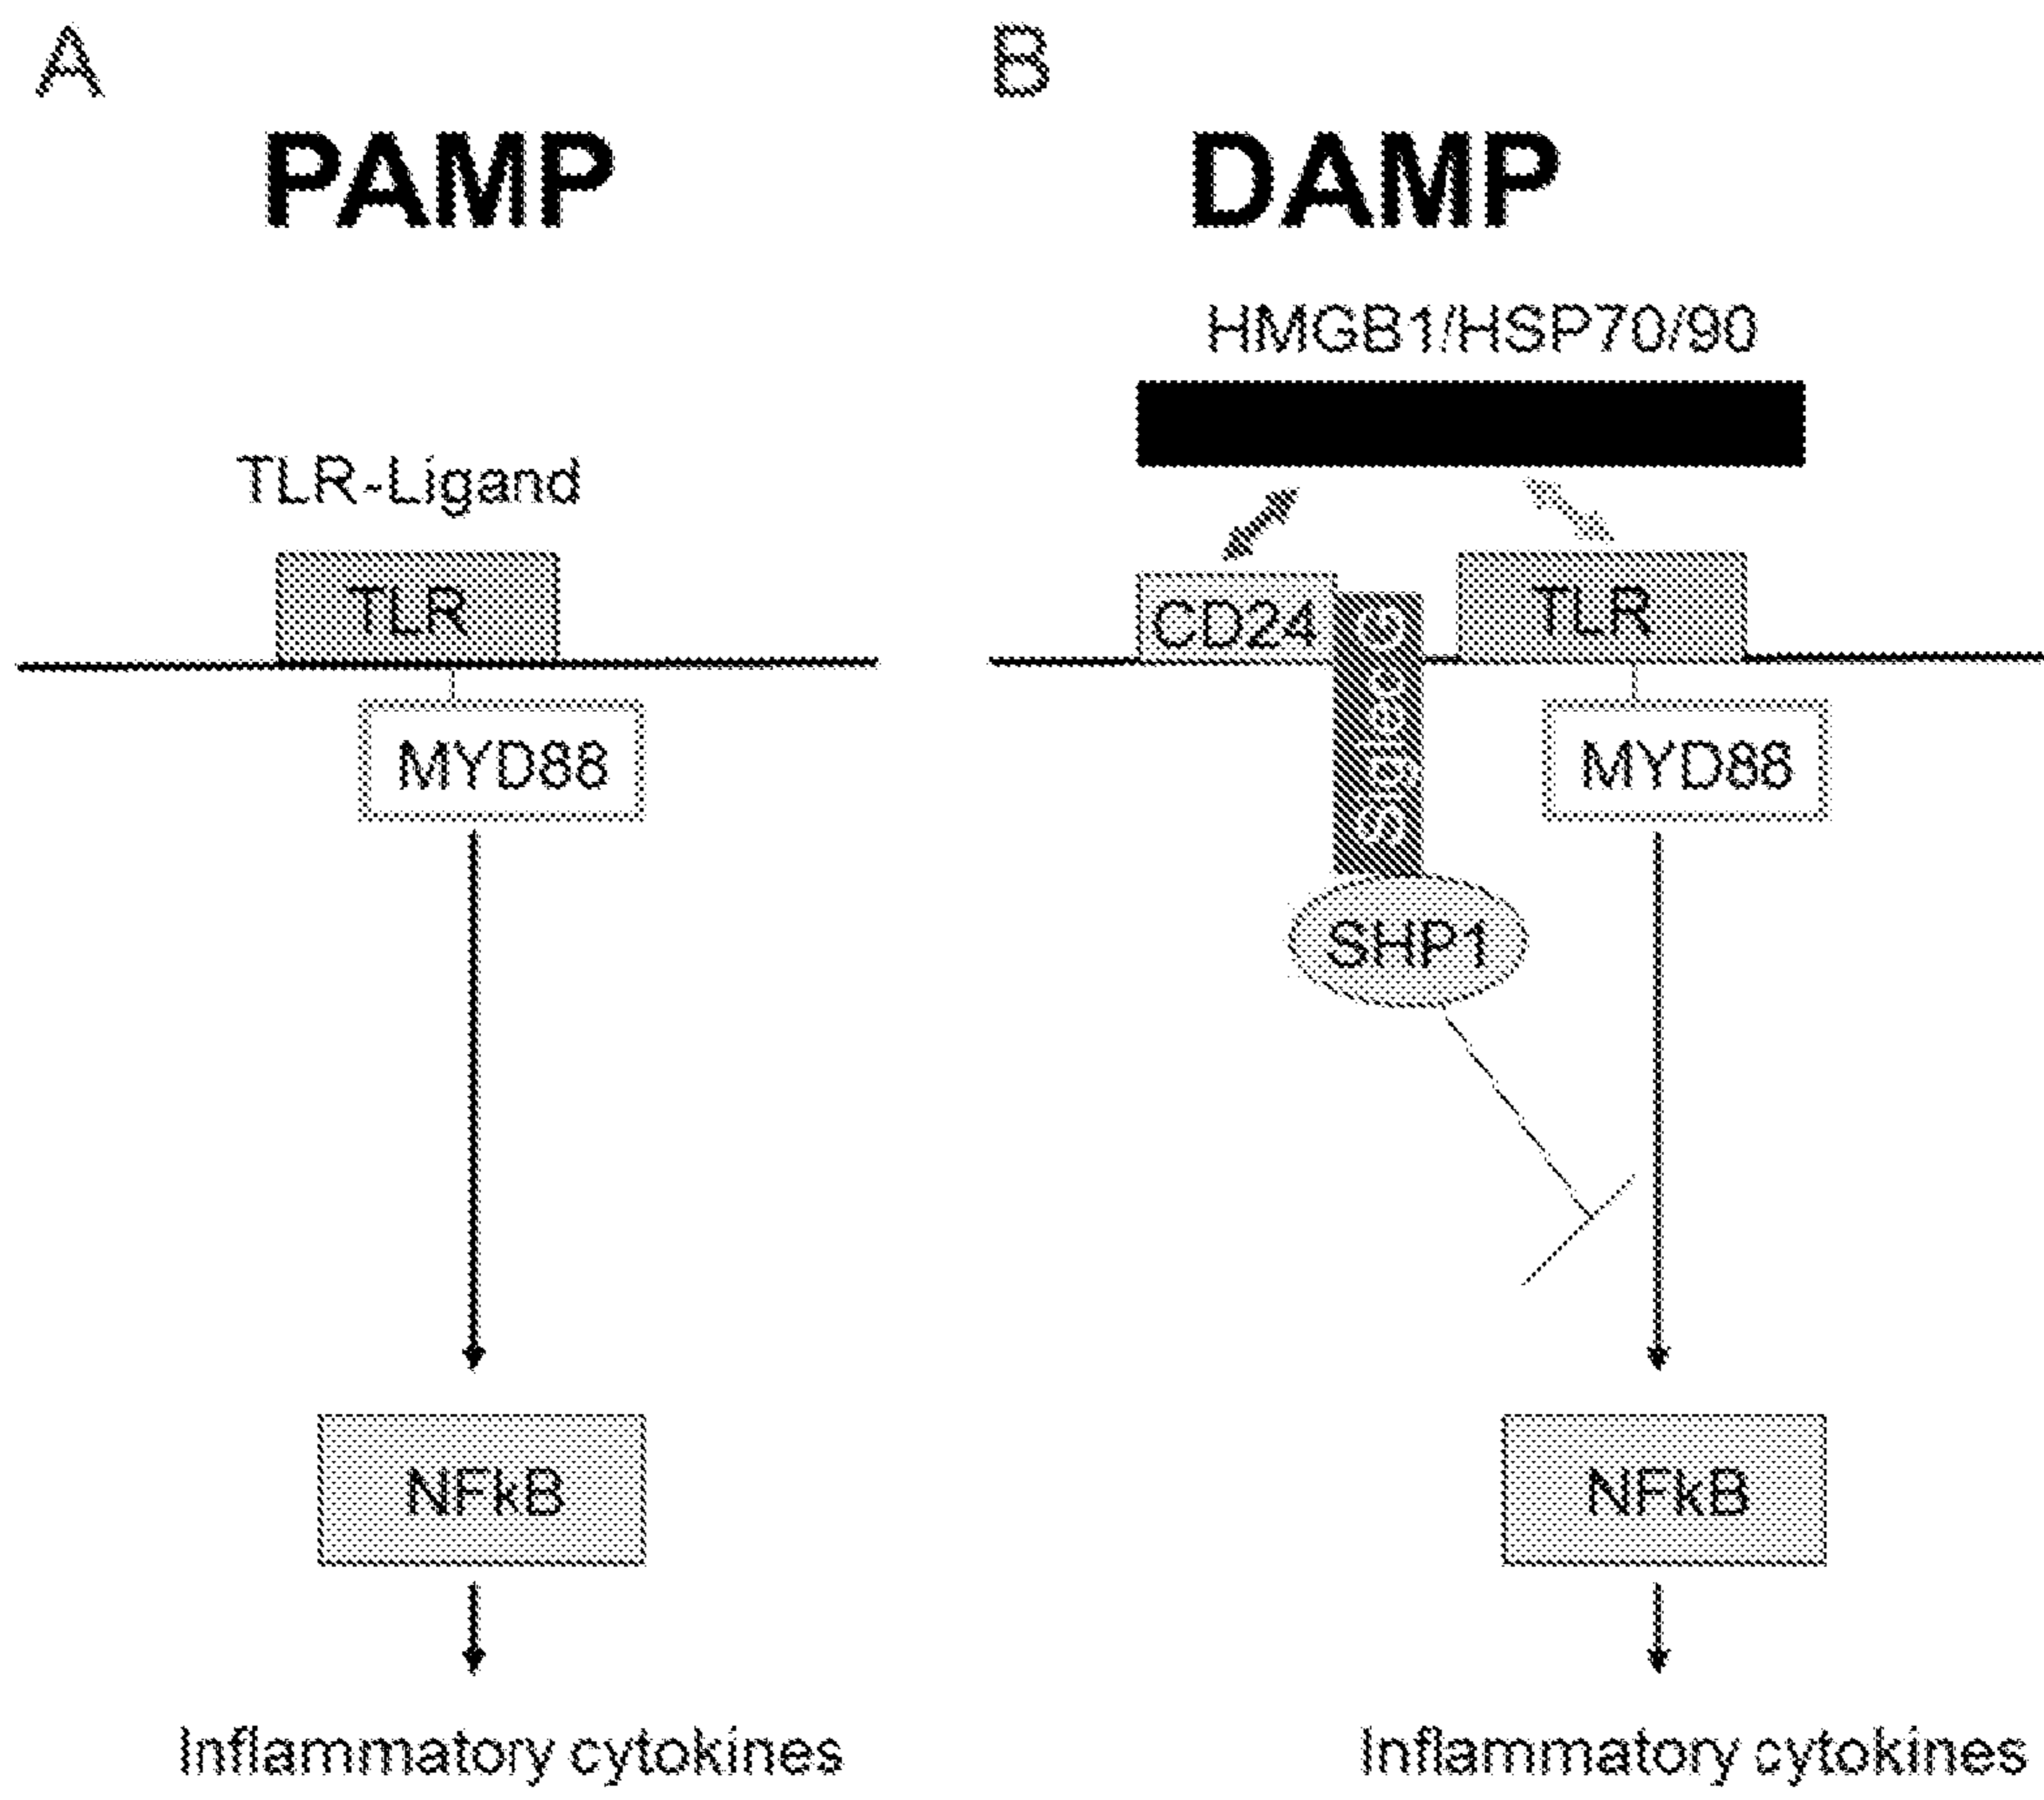 A
PAMP
TLR-Ligand
TLR
MYD88
NFkB
Inflammatory cytokines
B
DAMP
HMGB1/HSP70/90
CD24
Siglec G
TLR
MYD88
SHP1
NFkB
Inflammatory cytokines